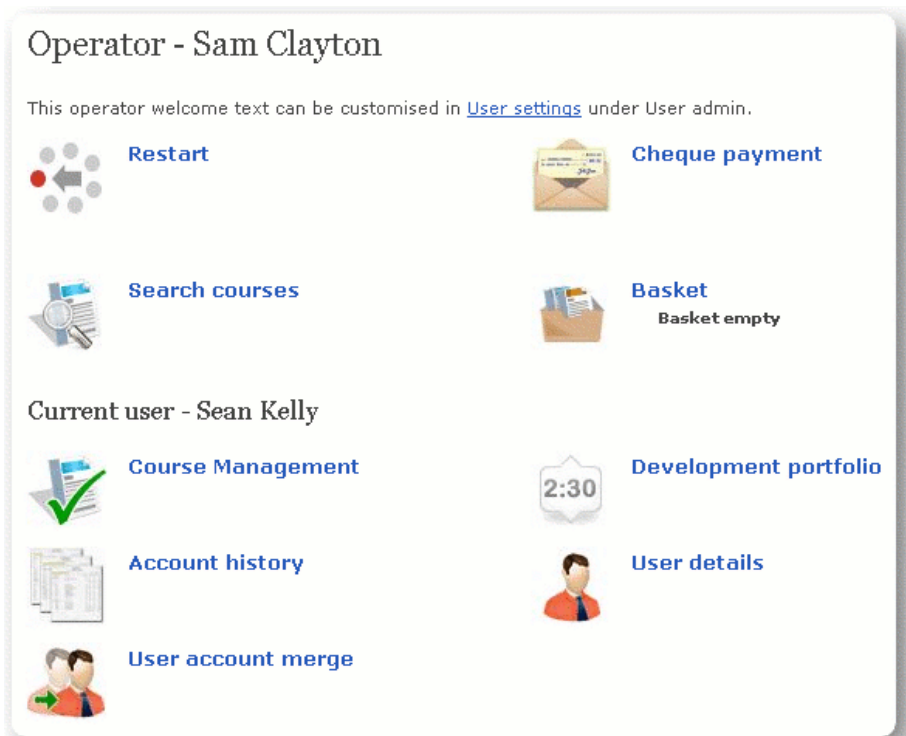 Operator - Sam Clayton
This operator welcome text can be customised in User settings under User admin.
Restart
Cheque payment
Search courses
Basket
Basket empty
Current user - Sean Kelly
Course Management
Development portfolio
2:30
Account history
User details
User account merge